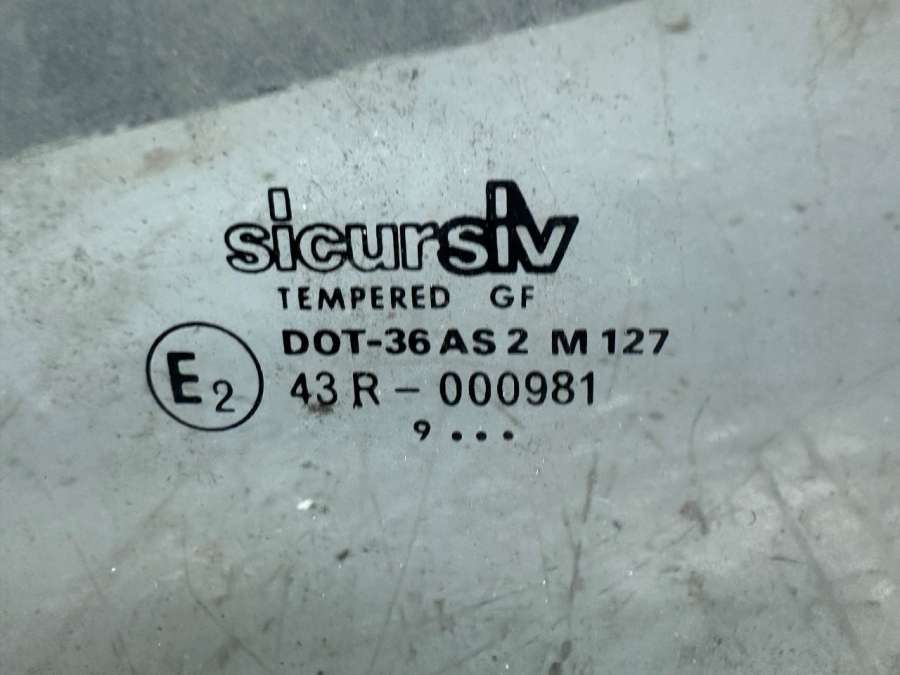 sicursiv
TEMPERED GF
DOT-36 AS 2 M 127
E2
43 R - 000981
9 ...